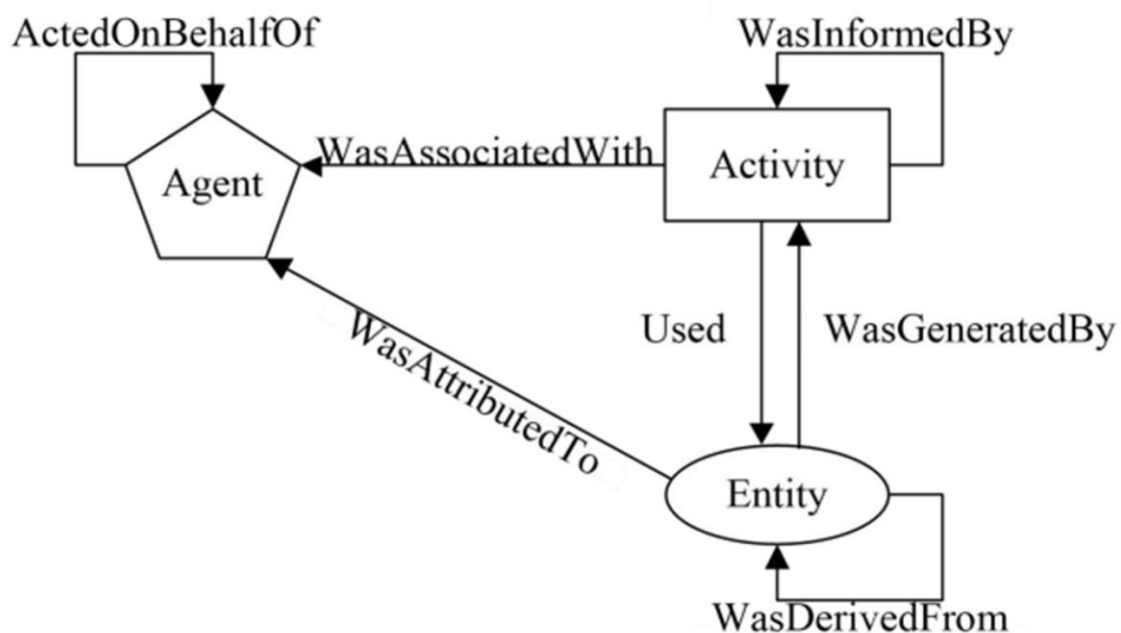 ActedOnBehalfOf
WasInformedBy
WasAssociatedWith
Activity
Agent
Used
WasGeneratedBy
WasAttributedTo
Entity
WasDerivedFrom